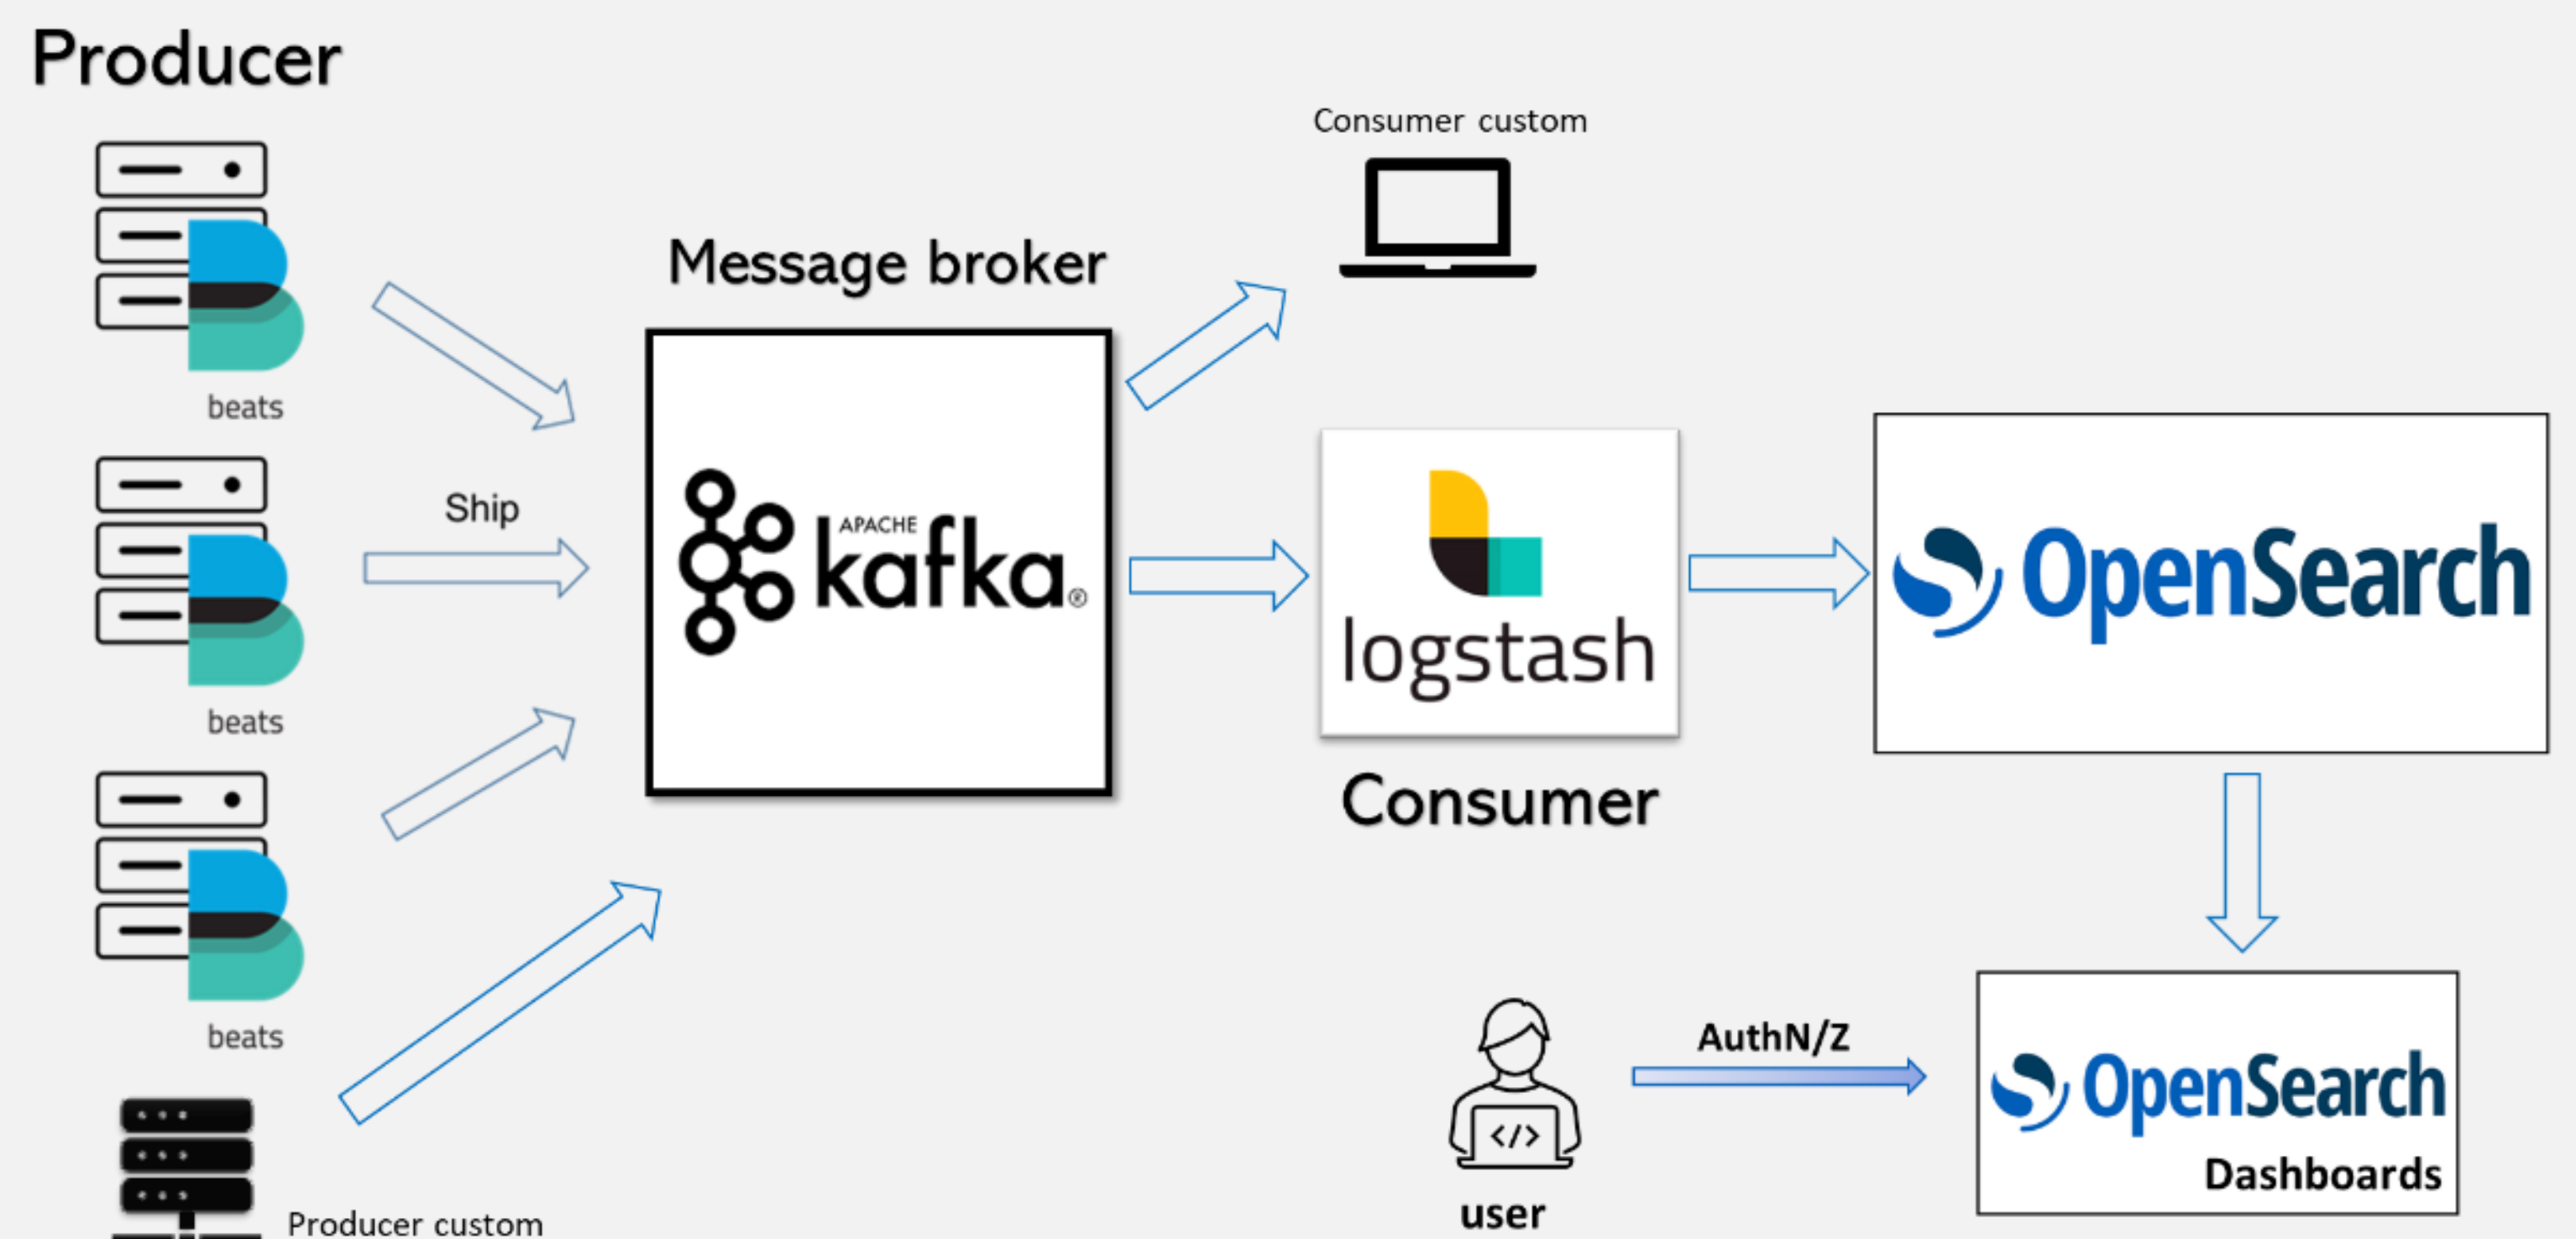 Producer
beats
beats
beats
Producer custom
Ship
Message broker
APACHE
kafka®
Consumer custom
logstash
Consumer
OpenSearch
user
</>
AuthN/Z
OpenSearch
Dashboards